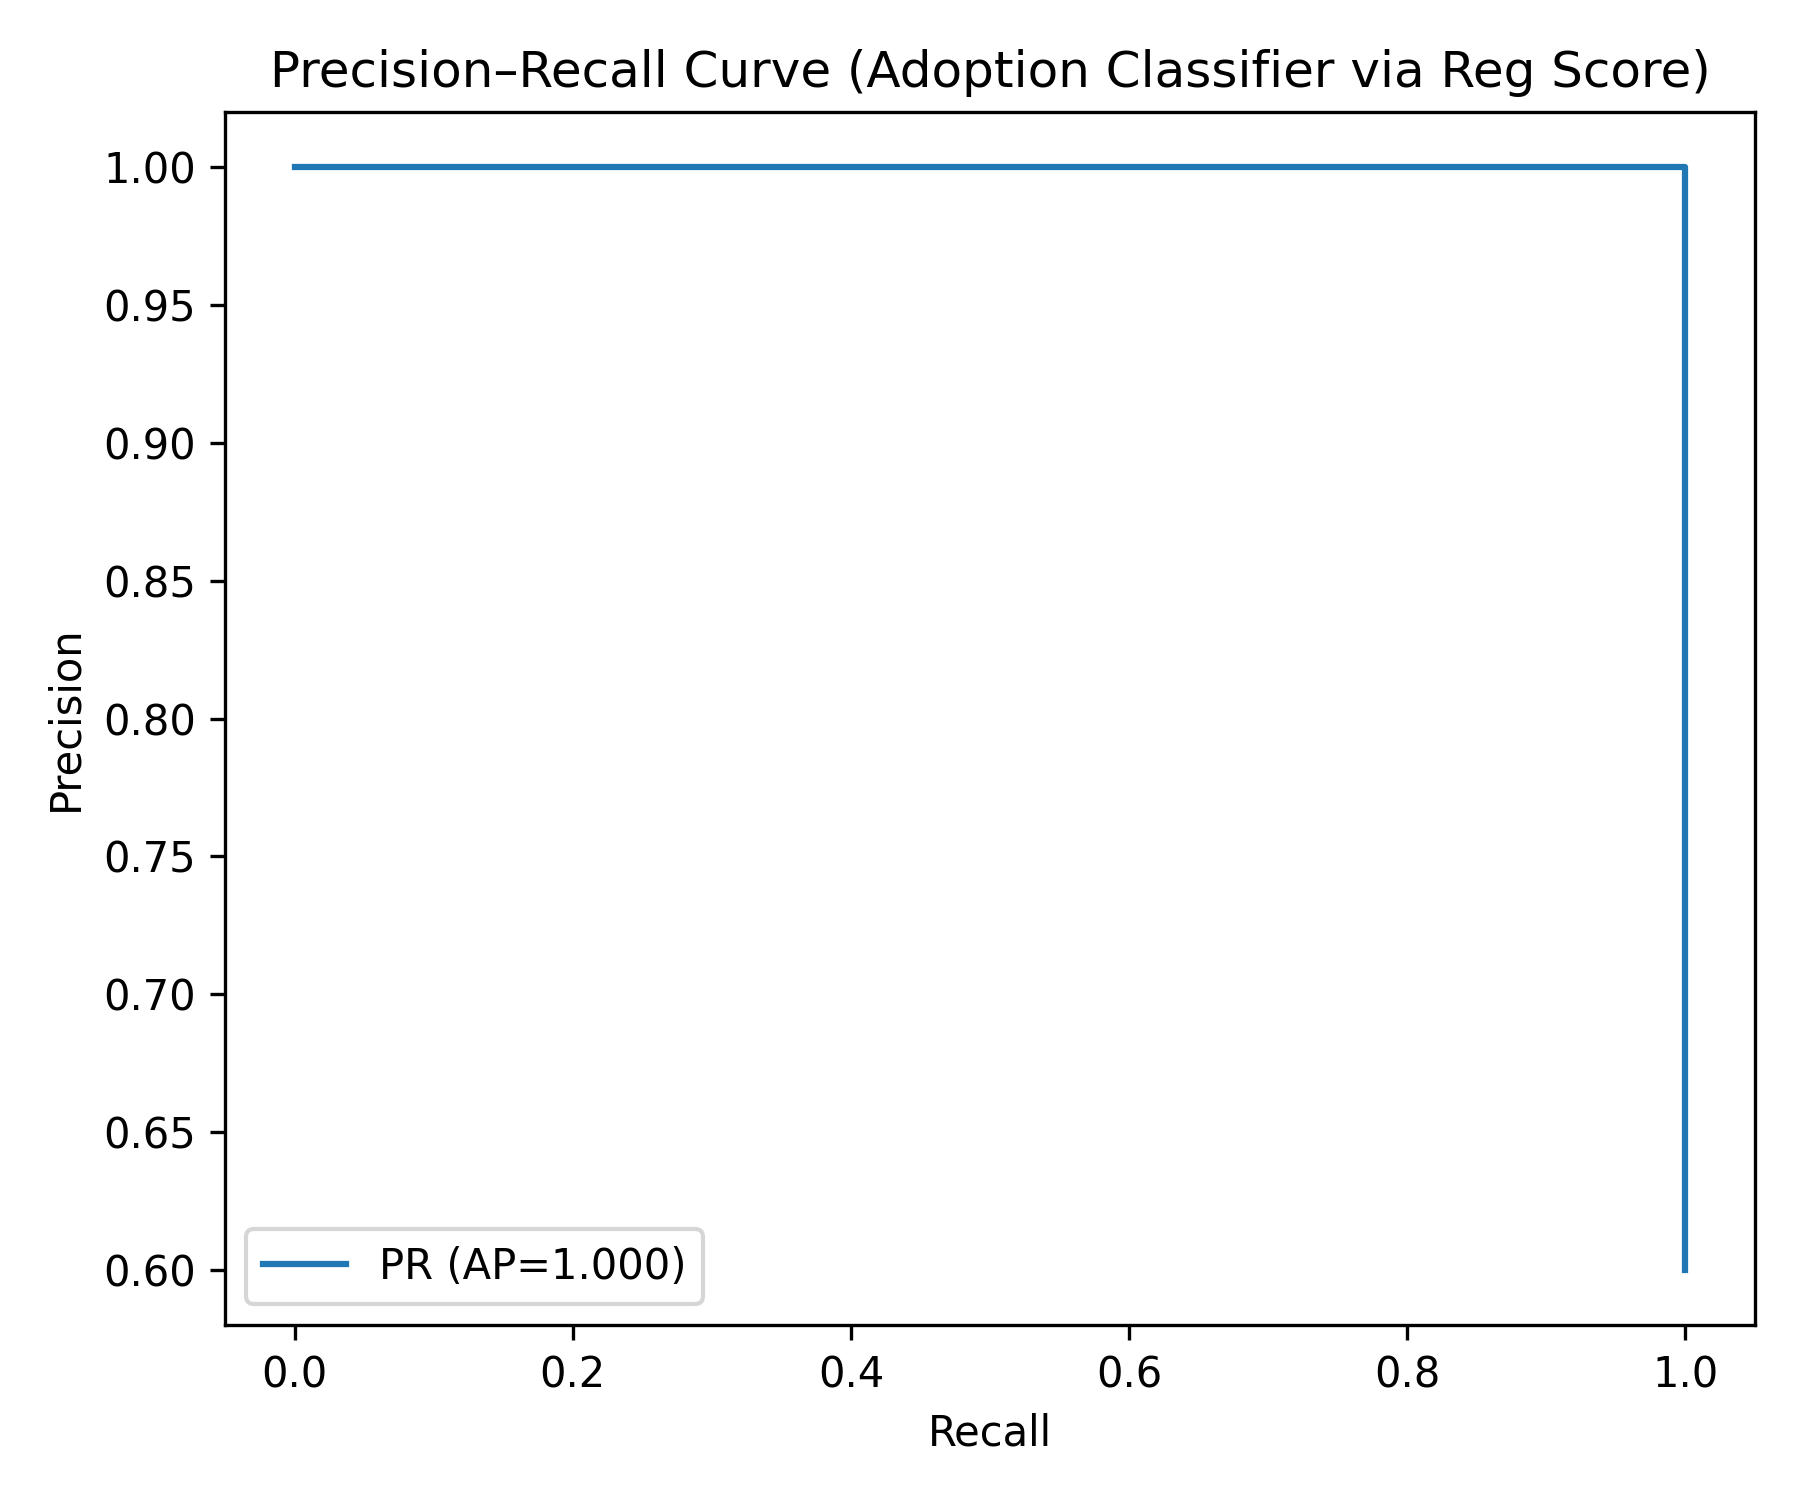 Precision–Recall Curve (Adoption Classifier via Reg Score)
Precision
1.00
0.95
0.90
0.85
0.80
0.75
0.70
0.65
0.60
PR (AP=1.000)
0.0 0.2 0.4 0.6 0.8 1.0
Recall